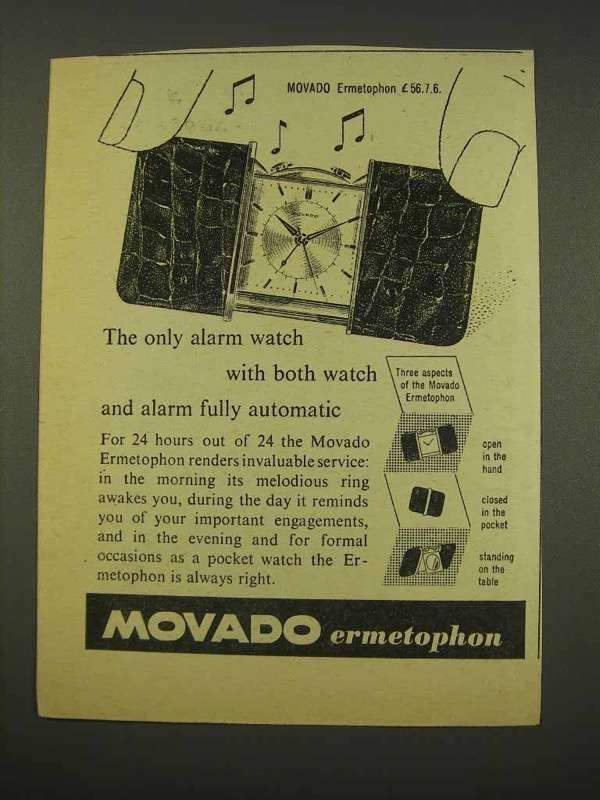 MOVADO Ermetophon £56.7.6.
MOVADO
The only alarm watch
with both watch
and alarm fully automatic
For 24 hours out of 24 the Movado
Ermetophon renders invaluable service:
in the morning its melodious ring
awakes you, during the day it reminds
you of your important engagements,
and in the evening and for formal
occasions as a pocket watch the Er-
metophon is always right.
Three aspects
of the Movado
Ermetophon
open
in the
hand
closed
in the
pocket
standing
on the
table
MOVADO ermetophon